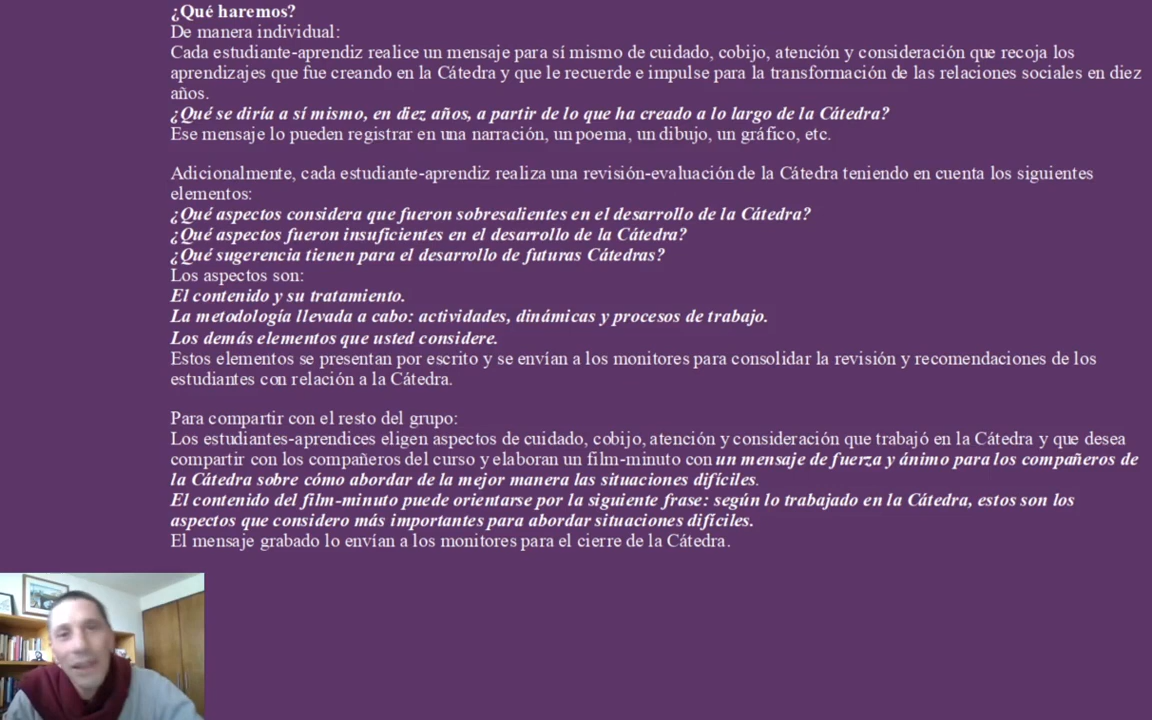 ¿Qué haremos?
De manera individual:
Cada estudiante-aprendiz realice un mensaje para sí mismo de cuidado, cobijo, atención y consideración que recoja los
aprendizajes que fue creando en la Cátedra y que le recuerde e impulse para la transformación de las relaciones sociales en diez
años.
¿Qué se diría a sí mismo, en diez años, a partir de lo que ha creado a lo largo de la Cátedra?
Ese mensaje lo pueden registrar en una narración, un poema, un dibujo, un gráfico, etc.
Adicionalmente, cada estudiante-aprendiz realiza una revisión-evaluación de la Cátedra teniendo en cuenta los siguientes
elementos:
¿Qué aspectos considera que fueron sobresalientes en el desarrollo de la Cátedra?
¿Qué aspectos fueron insuficientes en el desarrollo de la Cátedra?
¿Qué sugerencia tienen para el desarrollo de futuras Cátedras?
Los aspectos son:
El contenido y su tratamiento.
La metodología llevada a cabo: actividades, dinámicas y procesos de trabajo.
Los demás elementos que usted considere.
Estos elementos se presentan por escrito y se envían a los monitores para consolidar la revisión y recomendaciones de los
estudiantes con relación a la Cátedra.
Para compartir con el resto del grupo:
Los estudiantes-aprendices eligen aspectos de cuidado, cobijo, atención y consideración que trabajó en la Cátedra y que desea
compartir con los compañeros del curso y elaboran un film-minuto con un mensaje de fuerza y ánimo para los compañeros de
la Cátedra sobre cómo abordar de la mejor manera las situaciones difíciles.
El contenido del film-minuto puede orientarse por la siguiente frase: según lo trabajado en la Cátedra, estos son los
aspectos que considero más importantes para abordar situaciones difíciles.
El mensaje grabado lo envían a los monitores para el cierre de la Cátedra.